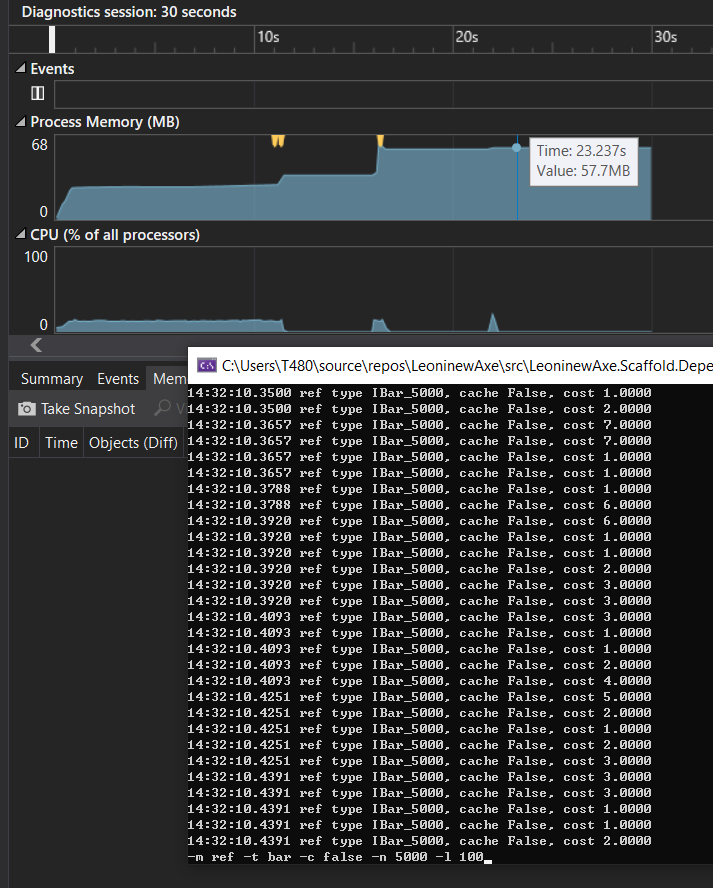 Diagnostics session: 30 seconds
10s 20s 30s
Events
Process Memory (MB)
68
Time: 23.237s
Value: 57.7MB
0
CPU (% of all processors)
100
0
C:\Users\T480\source\repos\LeoninewAxe\src\LeoninewAxe.Scaffold.Depe
Summary Events Mem
Take Snapshot
ID Time Objects (Diff)
14:32:10.3500 ref type IBar_5000, cache False, cost 1.0000
14:32:10.3500 ref type IBar_5000, cache False, cost 2.0000
14:32:10.3657 ref type IBar_5000, cache False, cost 7.0000
14:32:10.3657 ref type IBar_5000, cache False, cost 7.0000
14:32:10.3657 ref type IBar_5000, cache False, cost 1.0000
14:32:10.3657 ref type IBar_5000, cache False, cost 1.0000
14:32:10.3788 ref type IBar_5000, cache False, cost 1.0000
14:32:10.3788 ref type IBar_5000, cache False, cost 6.0000
14:32:10.3920 ref type IBar_5000, cache False, cost 6.0000
14:32:10.3920 ref type IBar_5000, cache False, cost 1.0000
14:32:10.3920 ref type IBar_5000, cache False, cost 1.0000
14:32:10.3920 ref type IBar_5000, cache False, cost 2.0000
14:32:10.3920 ref type IBar_5000, cache False, cost 3.0000
14:32:10.3920 ref type IBar_5000, cache False, cost 3.0000
14:32:10.4093 ref type IBar_5000, cache False, cost 3.0000
14:32:10.4093 ref type IBar_5000, cache False, cost 1.0000
14:32:10.4093 ref type IBar_5000, cache False, cost 1.0000
14:32:10.4093 ref type IBar_5000, cache False, cost 2.0000
14:32:10.4093 ref type IBar_5000, cache False, cost 4.0000
14:32:10.4251 ref type IBar_5000, cache False, cost 5.0000
14:32:10.4251 ref type IBar_5000, cache False, cost 2.0000
14:32:10.4251 ref type IBar_5000, cache False, cost 1.0000
14:32:10.4251 ref type IBar_5000, cache False, cost 2.0000
14:32:10.4251 ref type IBar_5000, cache False, cost 3.0000
14:32:10.4391 ref type IBar_5000, cache False, cost 3.0000
14:32:10.4391 ref type IBar_5000, cache False, cost 3.0000
14:32:10.4391 ref type IBar_5000, cache False, cost 1.0000
14:32:10.4391 ref type IBar_5000, cache False, cost 1.0000
14:32:10.4391 ref type IBar_5000, cache False, cost 2.0000
-m ref -t bar -c false -n 5000 -l 100